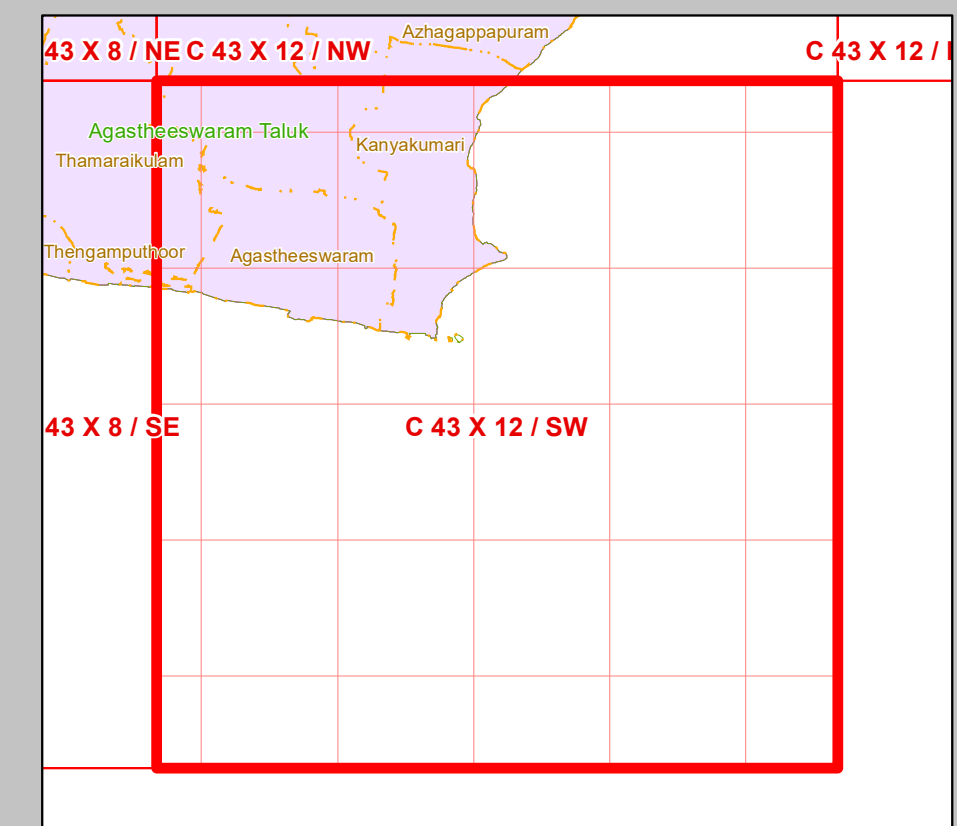 Azhagappapuram
43 X 8 / NE
C 43 X 12 / NW
C 43 X 12 /
Agastheeswaram Taluk
Kanyakumari
Thamaraikulam
Thengamputhoor
Agastheeswaram
43 X 8 / SE
C 43 X 12 / SW